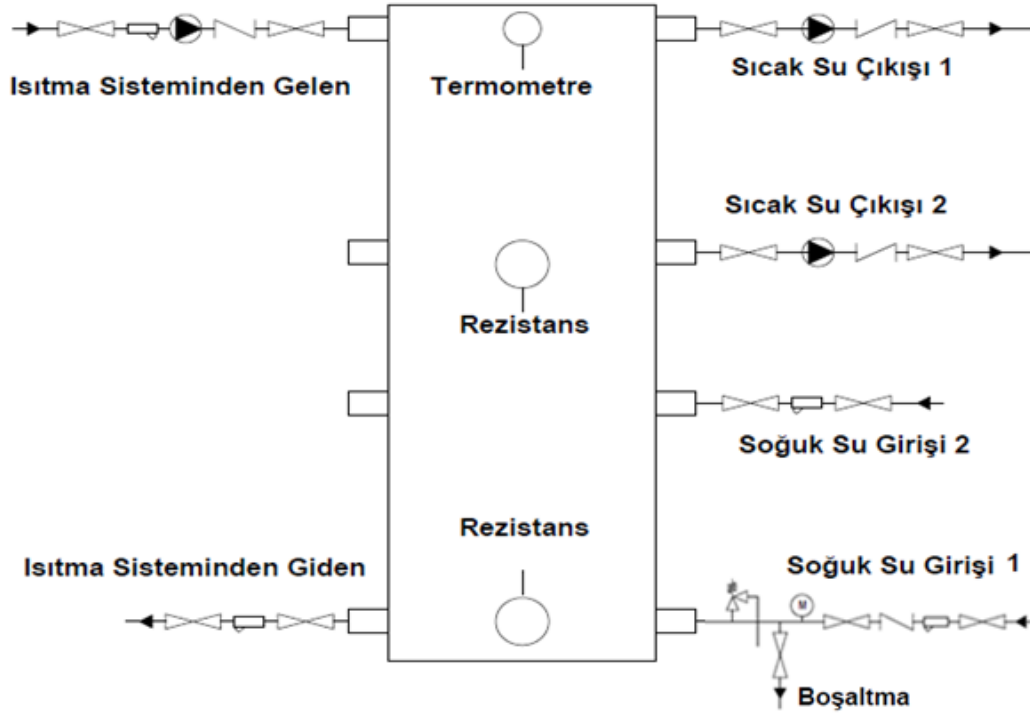 Isıtma Sisteminden Gelen
Termometre
Sıcak Su Çıkışı 1
Sıcak Su Çıkışı 2
Rezistans
Soğuk Su Girişi 2
Rezistans
Isıtma Sisteminden Giden
Soğuk Su Girişi 1
M
Boşaltma